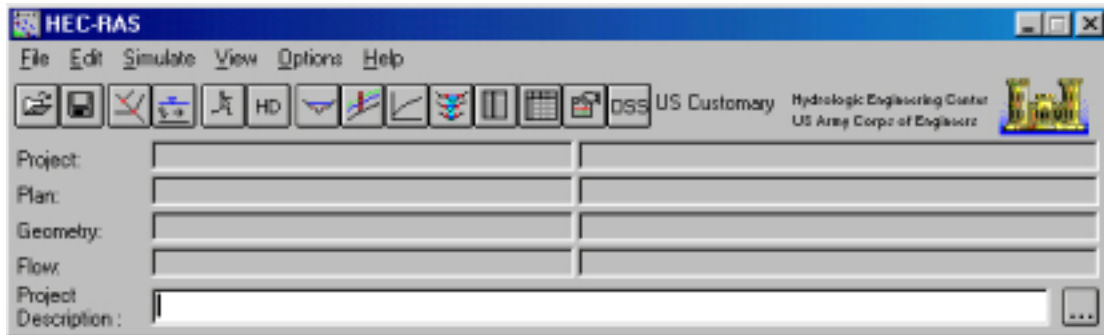 HEC-RAS
File Edit Simulate View Options Help
HD DSS US Customary Hydrologic Engineering Center
US Army Corps of Engineers
Project:
Plan:
Geometry:
Flow:
Project
Description :
...